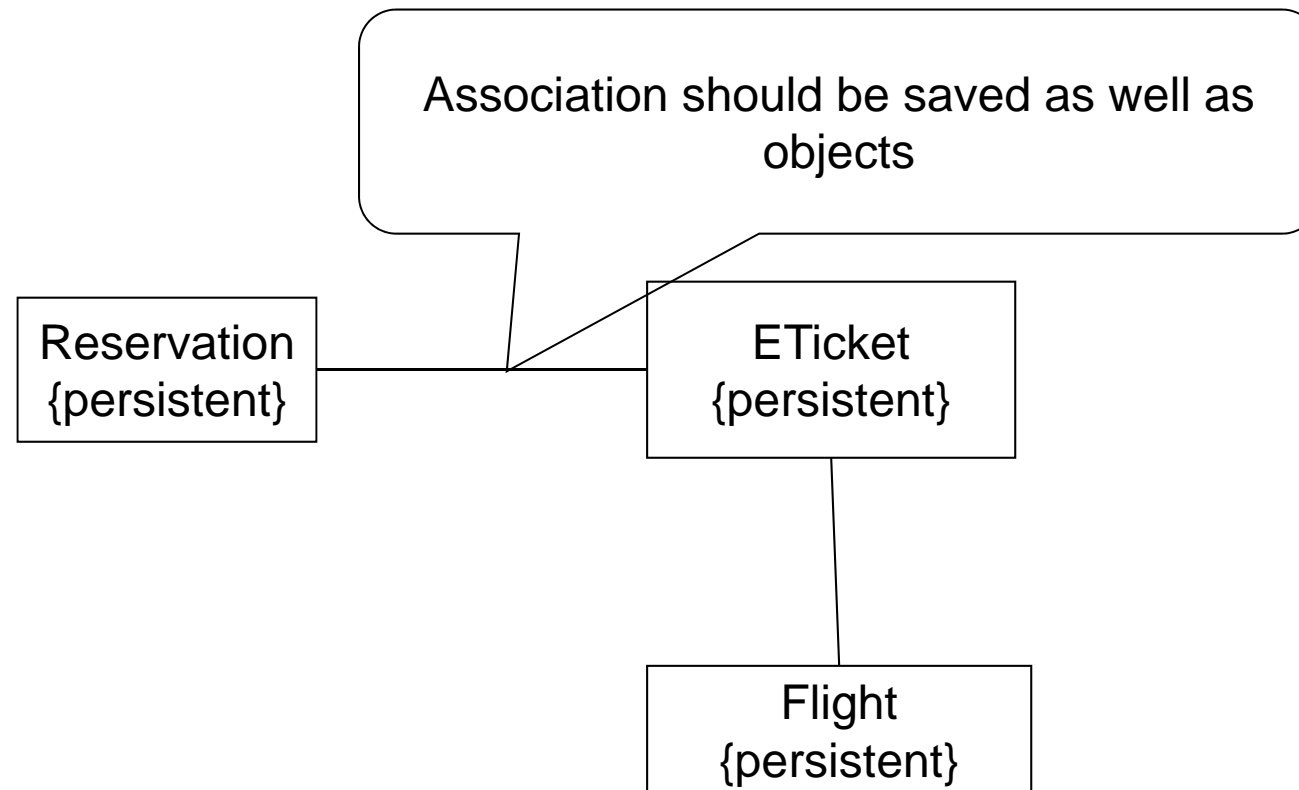 Association should be saved as well as
objects
Reservation
{persistent}
ETicket
{persistent}
Flight
{persistent}